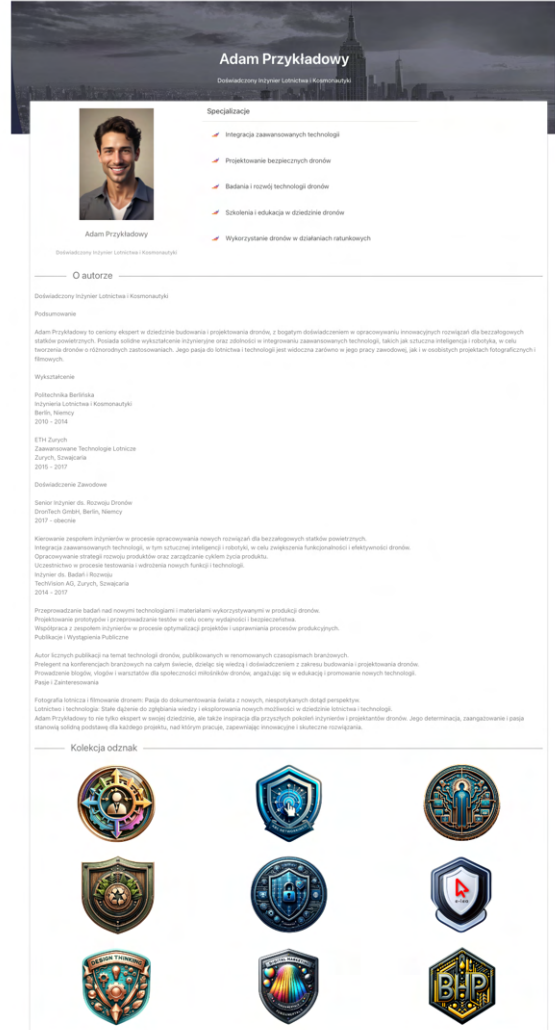 Adam Przykładowy
Doświadczony Inżynier Lotnictwa i Kosmonautyki
Specjalizacje
Integracja zaawansowanych technologii
Projektowanie bezpiecznych dronów
Badania i rozwój technologii dronów
Szkolenia i edukacja w dziedzinie dronów
Wykorzystanie dronów w działaniach ratunkowych
Adam Przykładowy
Doświadczony Inżynier Lotnictwa i Kosmonautyki
O autorze
Doświadczony Inżynier Lotnictwa i Kosmonautyki
Podsumowanie
Adam Przykładowy to ceniony ekspert w dziedzinie budowania i projektowania dronów, z bogatym doświadczeniem w opracowywaniu innowacyjnych rozwiązań dla bezzałogowych
statków powietrznych. Posiada solidne wykształcenie inżynieryjne oraz zdolności w integrowaniu zaawansowanych technologii, takich jak sztuczna inteligencja i robotyka, w celu
tworzenia dronów o różnorodnych zastosowaniach. Jego pasja do lotnictwa i technologii jest widoczna zarówno w jego pracy zawodowej, jak i w osobistych projektach fotograficznych i
filmowych.
Wykształcenie
Politechnika Berlińska
Inżynieria Lotnictwa i Kosmonautyki
Berlin, Niemcy
2010 - 2014
ETH Zurych
Zaawansowane Technologie Lotnicze
Zurych, Szwajcaria
2015 - 2017
Doświadczenie Zawodowe
Senior Inżynier ds. Rozwoju Dronów
DronTech GmbH, Berlin, Niemcy
2017 - obecnie
Kierowanie zespołem inżynierów w procesie opracowywania nowych rozwiązań dla bezzałogowych statków powietrznych.
Integracja zaawansowanych technologii, w tym sztucznej inteligencji i robotyki, w celu zwiększenia funkcjonalności i efektywności dronów.
Opracowywanie strategii rozwoju produktów oraz zarządzanie cyklem życia produktu.
Uczestnictwo w procesie testowania i wdrożenia nowych funkcji i technologii.
Inżynier ds. Badań i Rozwoju
TechVision AG, Zurych, Szwajcaria
2014 - 2017
Przeprowadzanie badań nad nowymi technologiami i materiałami wykorzystywanymi w produkcji dronów.
Projektowanie prototypów i przeprowadzanie testów w celu oceny wydajności i bezpieczeństwa.
Współpraca z zespołem inżynierów w procesie optymalizacji projektów i usprawniania procesów produkcyjnych.
Publikacje i Wystąpienia Publiczne
Autor licznych publikacji na temat technologii dronów, publikowanych w renomowanych czasopismach branżowych.
Prelegent na konferencjach branżowych na całym świecie, dzieląc się wiedzą i doświadczeniem z zakresu budowania i projektowania dronów.
Prowadzenie blogów, vlogów i warsztatów dla społeczności miłośników dronów, angażując się w edukację i promowanie nowych technologii.
Pasje i Zainteresowania
Fotografia lotnicza i filmowanie dronem: Pasja do dokumentowania świata z nowych, niespotykanych dotąd perspektyw.
Lotnictwo i technologia: Stałe dążenie do zgłębiania wiedzy i eksplorowania nowych możliwości w dziedzinie lotnictwa i technologii.
Adam Przykładowy to nie tylko ekspert w swojej dziedzinie, ale także inspiracja dla przyszłych pokoleń inżynierów i projektantów dronów. Jego determinacja, zaangażowanie i pasja
stanowią solidną podstawę dla każdego projektu, nad którym pracuje, zapewniając innowacyjne i skuteczne rozwiązania.
Kolekcja odznak
DESIGN THINKING
DIGITAL MARKETING
BHP